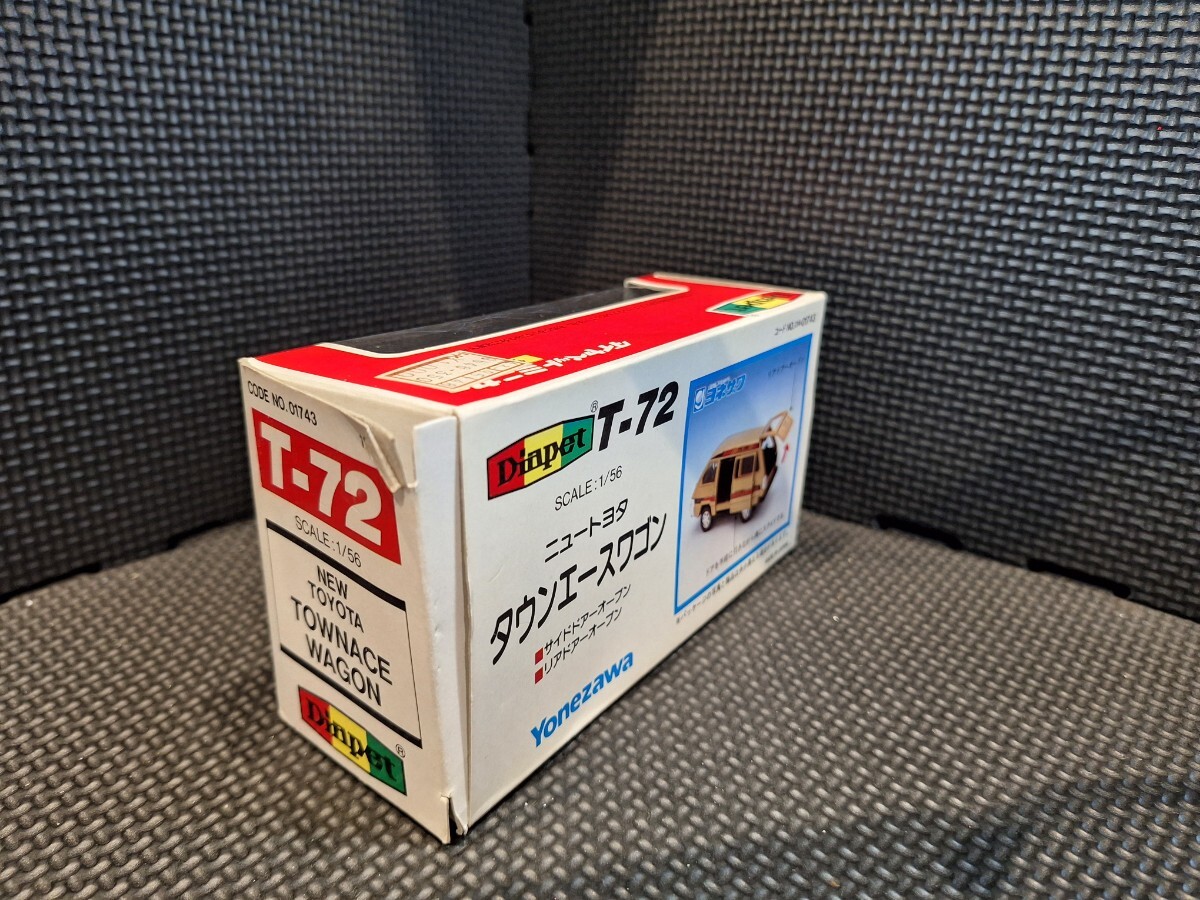 CODE NO. 01743
T-72
SCALE:1/56
NEW
TOYOTA
TOWNACE
WAGON
Diapet®
Diapet® T-72
SCALE:1/56
ニュートヨタ
タウンエースワゴン
■サイドドアーオープン
■リアドアーオープン
Yonezawa
ヨネザワ